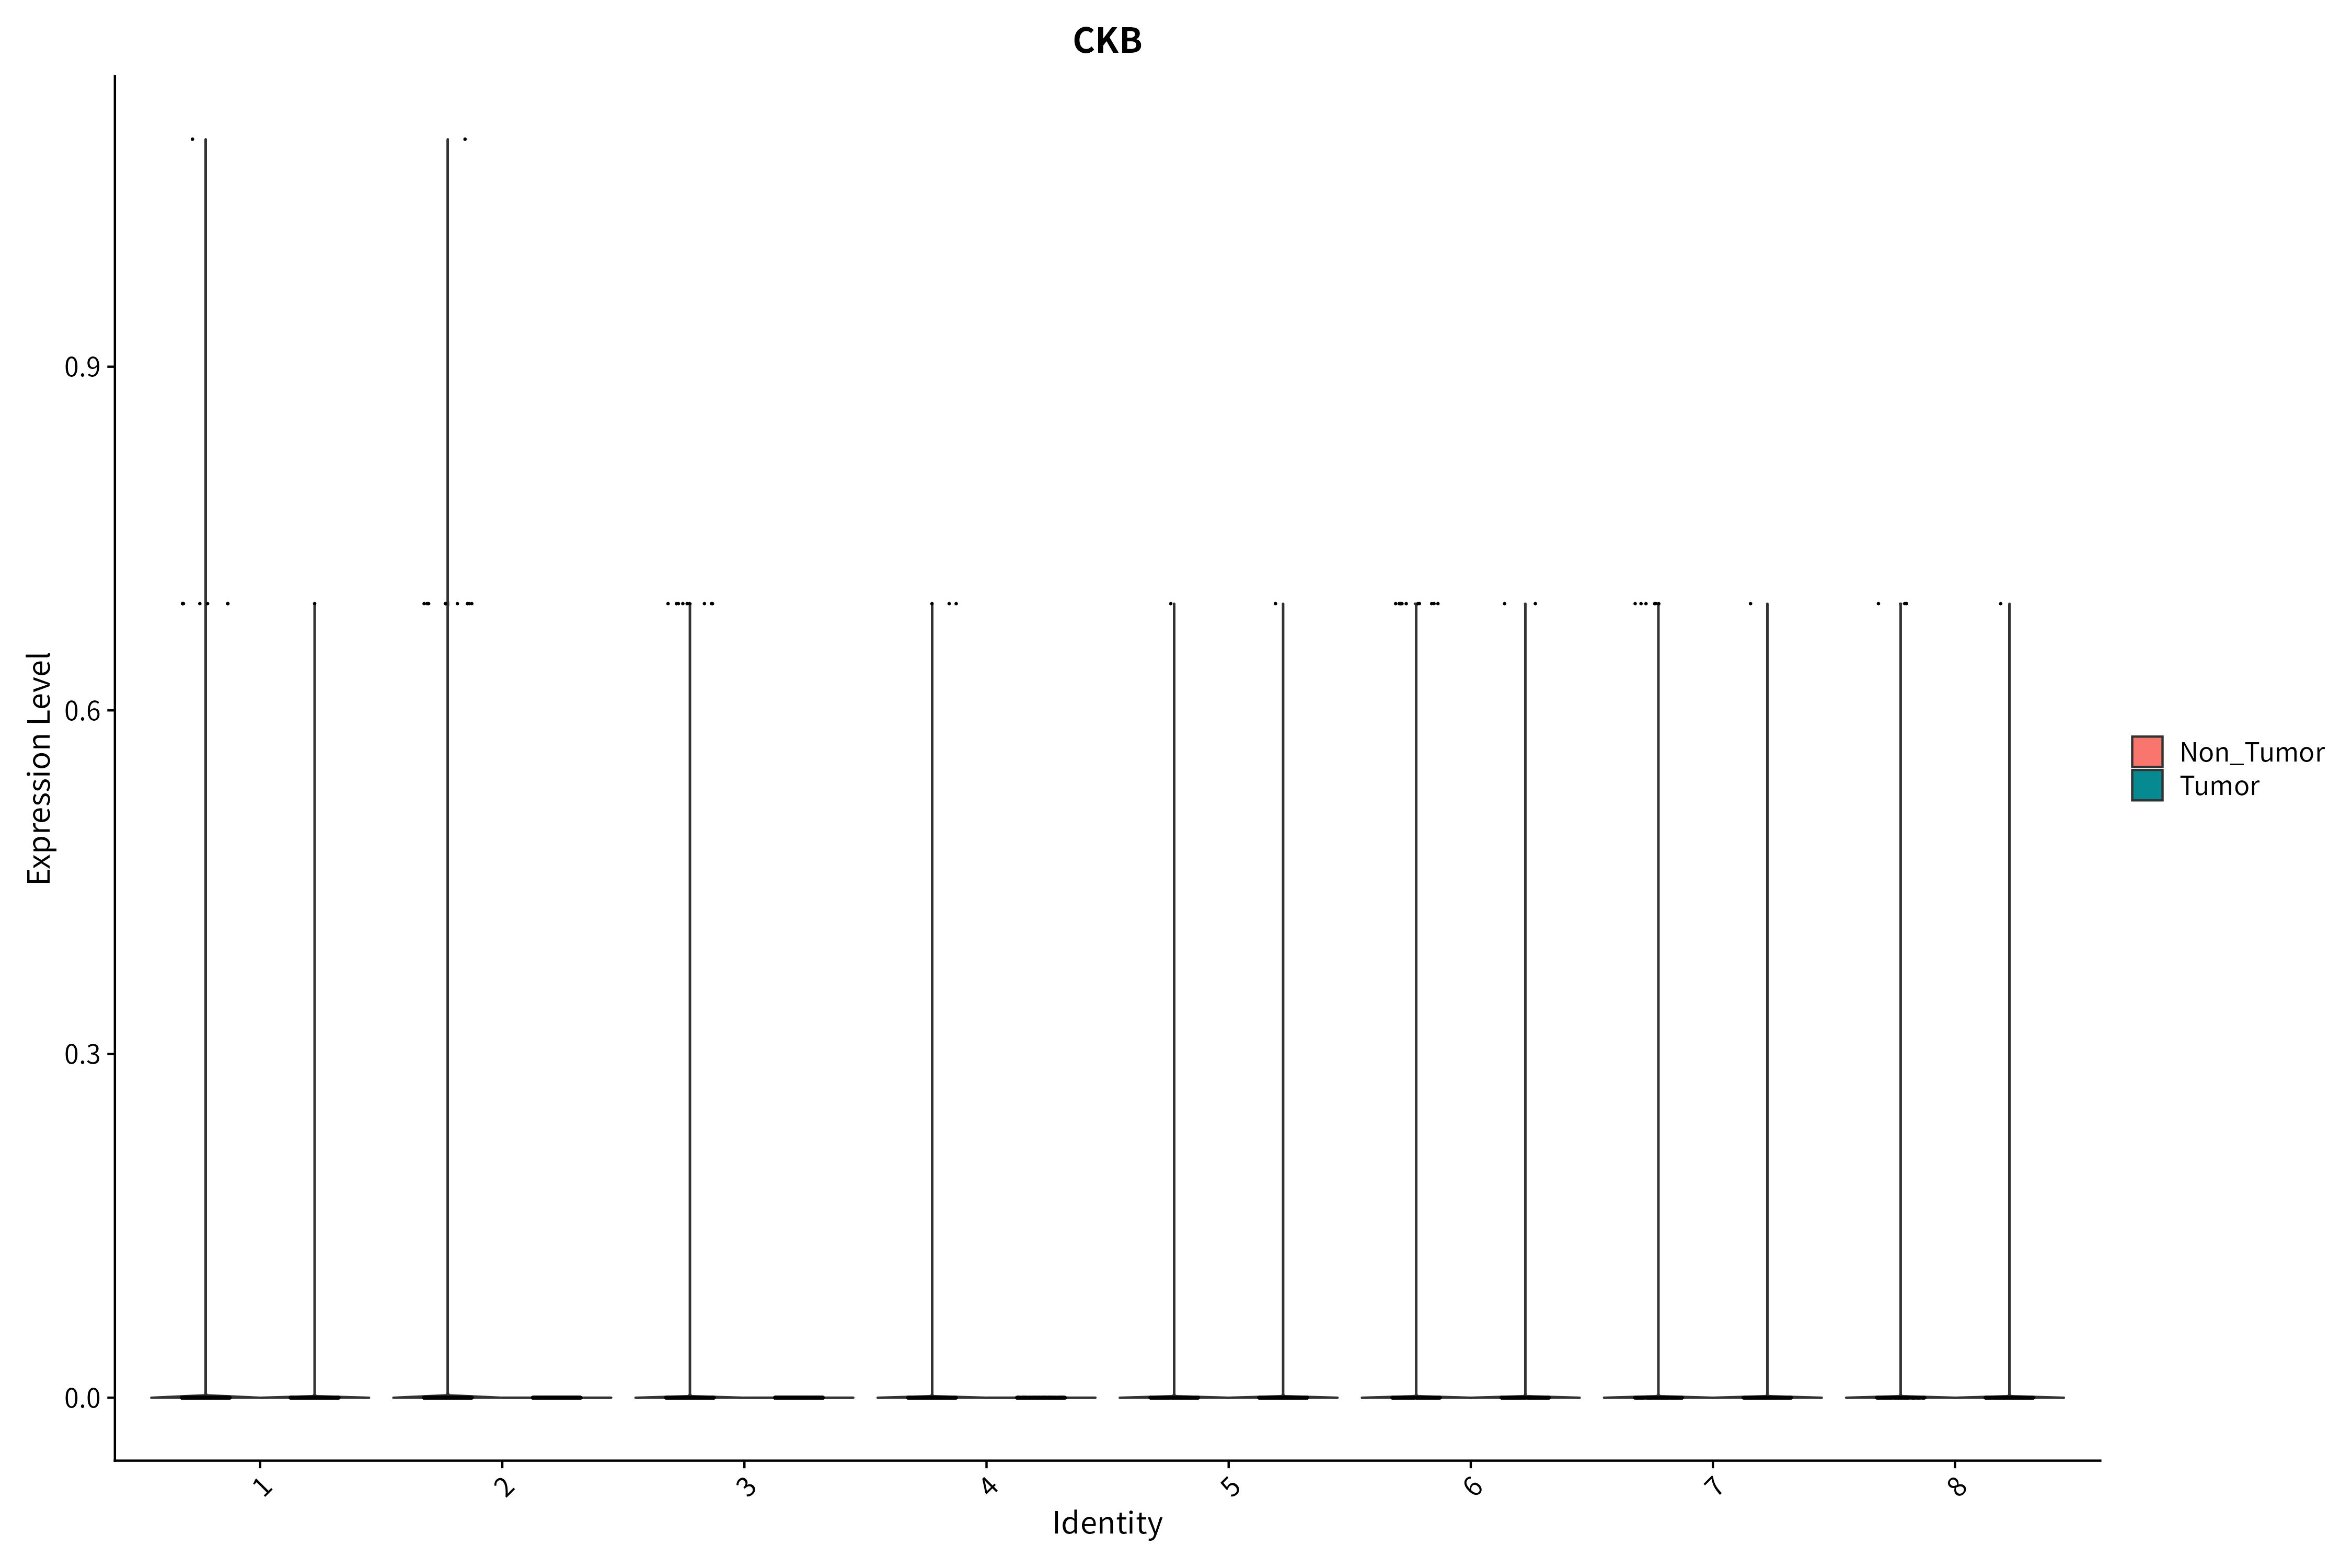 CKB
Expression Level
0.9
0.6
0.3
0.0
1
2
3
4
5
6
7
8
Identity
Non_Tumor
Tumor